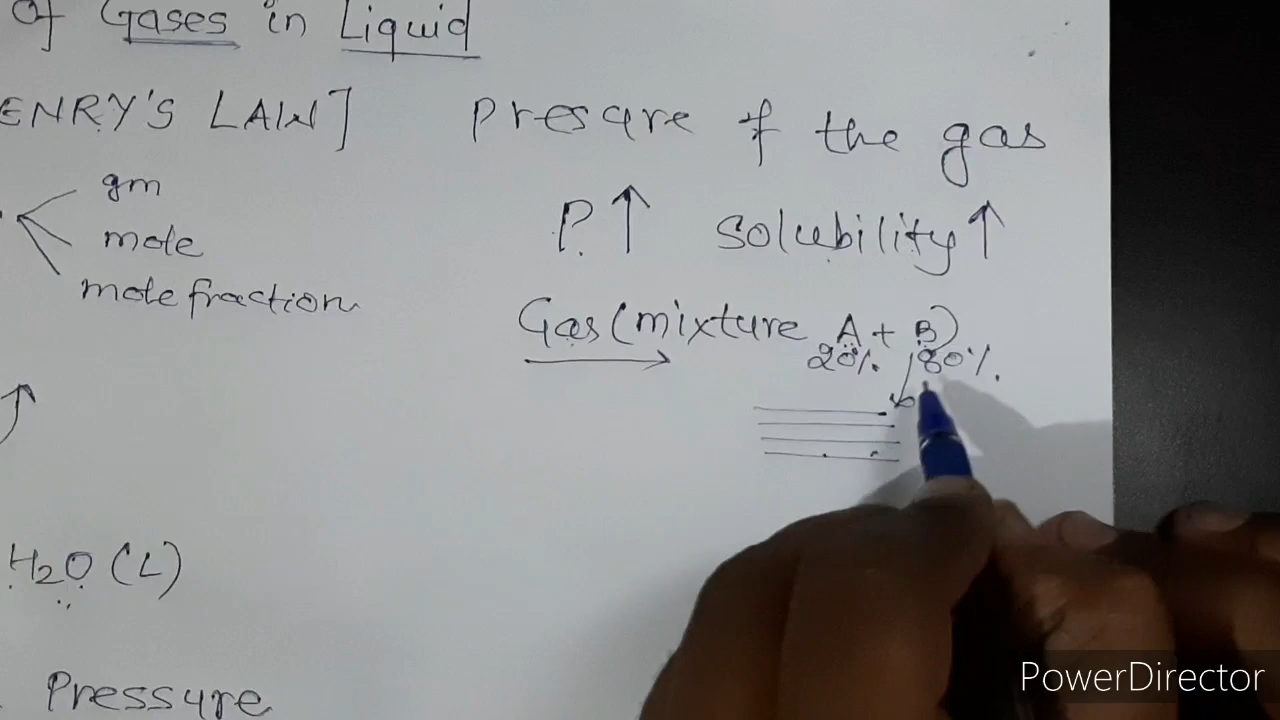 Of Gases in Liquid
ENRY'S LAW]
gm
mole
mole fraction
H2O (L)
Pressure
Presure of the gas
P↑ Solubility↑
Gas (mixture A + B)
20% 80%
PowerDirector